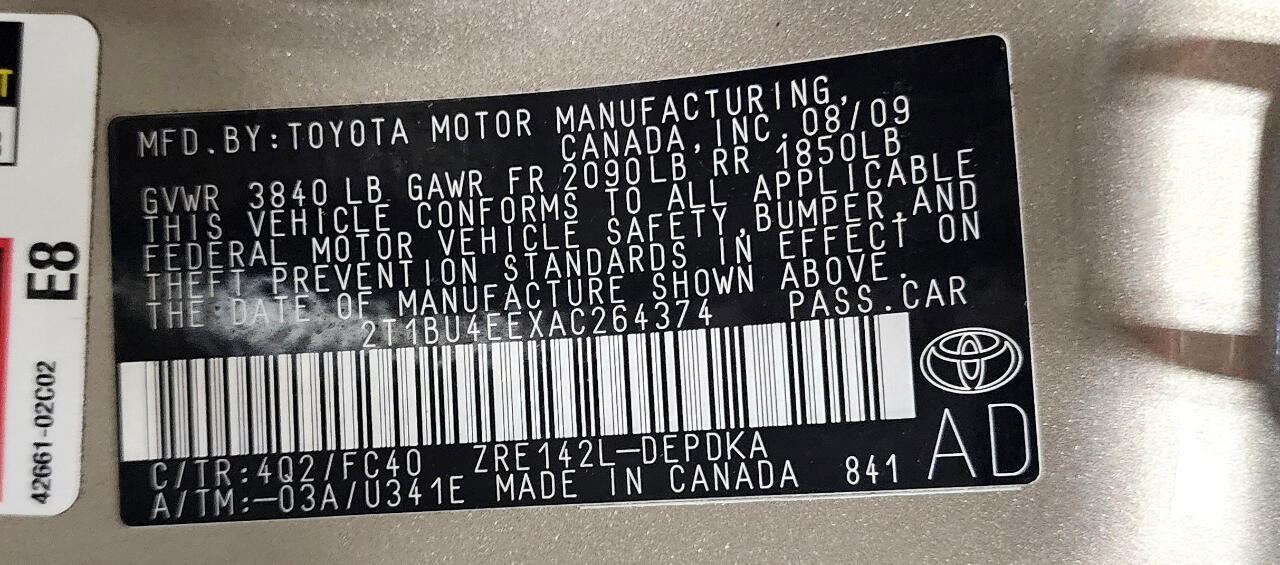 MFD.BY:TOYOTA MOTOR MANUFACTURING,
CANADA,INC. 08/09
GVWR 3840 LB GAWR FR 2090LB RR 1850LB
THIS VEHICLE CONFORMS TO ALL APPLICABLE
FEDERAL MOTOR VEHICLE SAFETY,BUMPER,AND
THEFT PREVENTION STANDARDS IN EFFECT ON
THE DATE OF MANUFACTURE SHOWN ABOVE.
2T1BU4EEXAC264374 PASS.CAR
C/TR:4Q2/FC40 ZRE142L-DEPDKA
A/TM:-03A/U341E MADE IN CANADA 841
AD
E8
42661-02C02
T